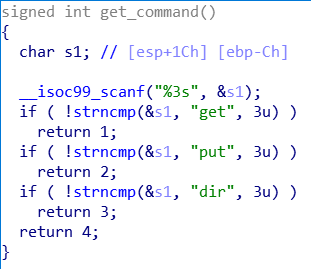 signed int get_command()
{
  char s1; // [esp+1Ch] [ebp-Ch]

  __isoc99_scanf("%3s", &s1);
  if ( !strncmp(&s1, "get", 3u) )
    return 1;
  if ( !strncmp(&s1, "put", 3u) )
    return 2;
  if ( !strncmp(&s1, "dir", 3u) )
    return 3;
  return 4;
}